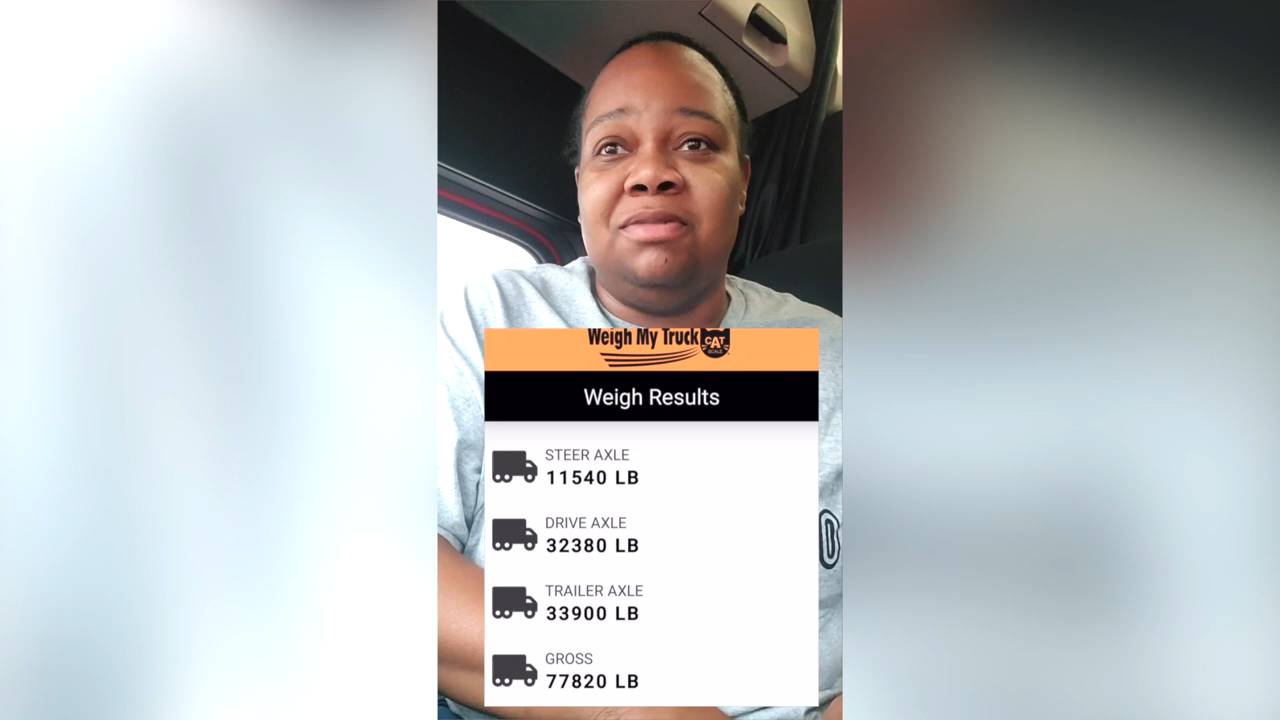 Weigh My Truck
CAT
SCALE
Weigh Results
STEER AXLE
11540 LB
DRIVE AXLE
32380 LB
TRAILER AXLE
33900 LB
GROSS
77820 LB